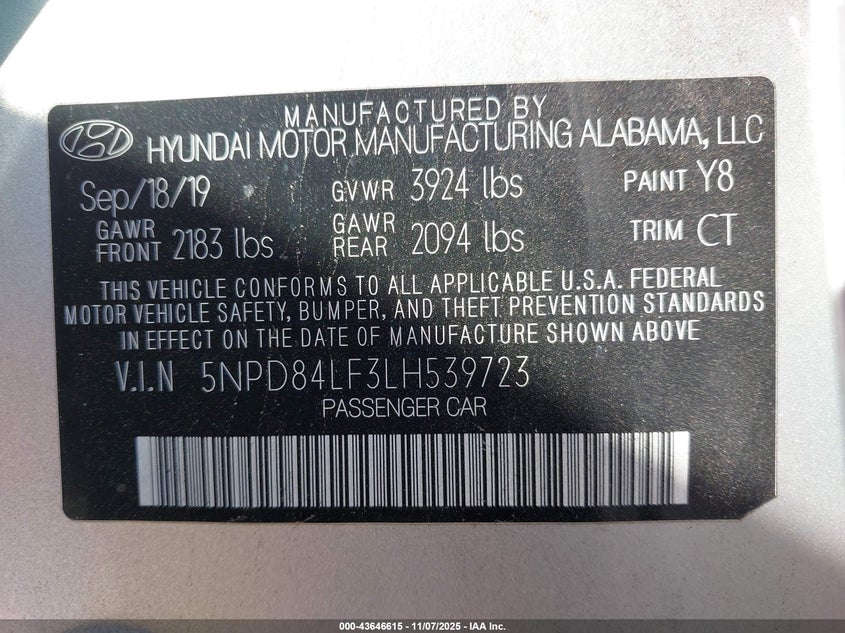 MANUFACTURED BY
HYUNDAI MOTOR MANUFACTURING ALABAMA, LLC
Sep/18/19 GVWR 3924 lbs PAINT Y8
GAWR FRONT 2183 lbs GAWR REAR 2094 lbs TRIM CT
THIS VEHICLE CONFORMS TO ALL APPLICABLE U.S.A. FEDERAL
MOTOR VEHICLE SAFETY, BUMPER, AND THEFT PREVENTION STANDARDS
IN EFFECT ON THE DATE OF MANUFACTURE SHOWN ABOVE
V.I.N 5NPD84LF3LH539723
PASSENGER CAR
000-43646615 - 11/07/2025 - IAA Inc.